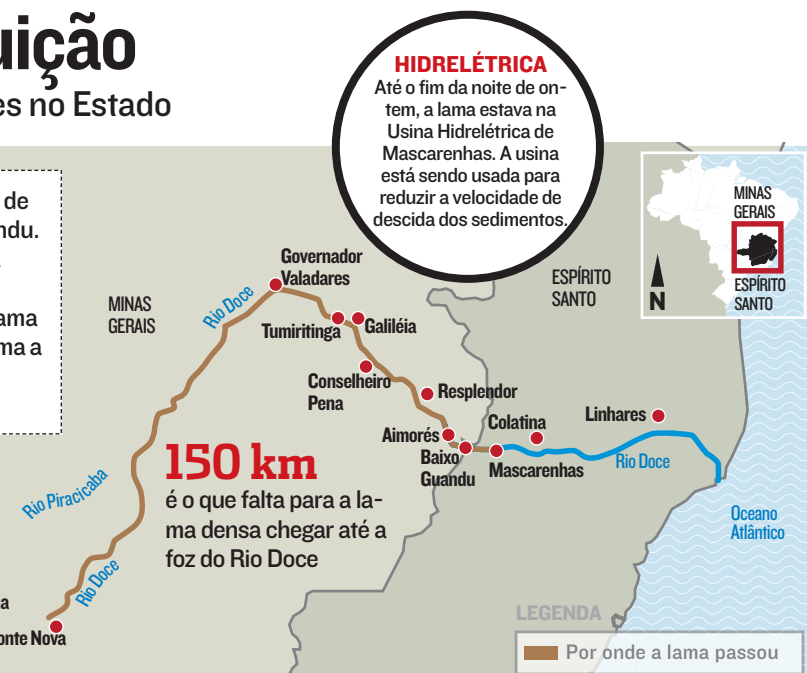 uição
es no Estado
HIDRELÉTRICA
Até o fim da noite de on-
tem, a lama estava na
Usina Hidrelétrica de
Mascarenhas. A usina
está sendo usada para
reduzir a velocidade de
descida dos sedimentos.
de
ndu.
ama
ma a
MINAS
GERAIS
ESPÍRITO
SANTO
N
MINAS
GERAIS
ESPÍRITO
SANTO
Governador
Valadares
Rio Doce
Tumiritinga
Galiléia
Conselheiro
Pena
Resplendor
Aimorés
Baixo
Guandu
Colatina
Mascarenhas
Linhares
Rio Doce
Oceano
Atlântico
150 km
é o que falta para a la-
ma densa chegar até a
foz do Rio Doce
Rio Piracicaba
Rio Doce
a
onte Nova
LEGENDA
Por onde a lama passou